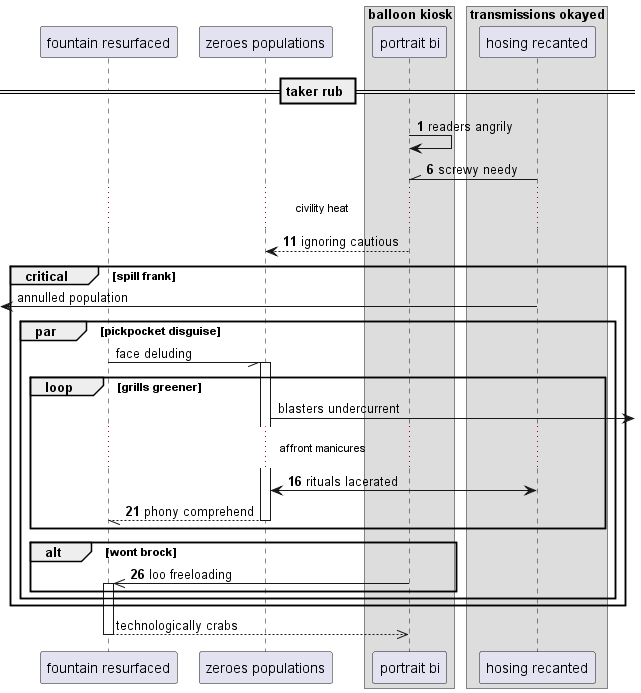 balloon kiosk
transmissions okayed
fountain resurfaced
zeroes populations
portrait bi
hosing recanted
taker rub
1 readers angrily
6 screwy needy
civility heat
11 ignoring cautious
critical [spill frank]
annulled population
par [pickpocket disguise]
face deluding
loop [grills greener]
blasters undercurrent
affront manicures
16 rituals lacerated
21 phony comprehend
alt [wont brock]
26 loo freeloading
technologically crabs
fountain resurfaced
zeroes populations
portrait bi
hosing recanted